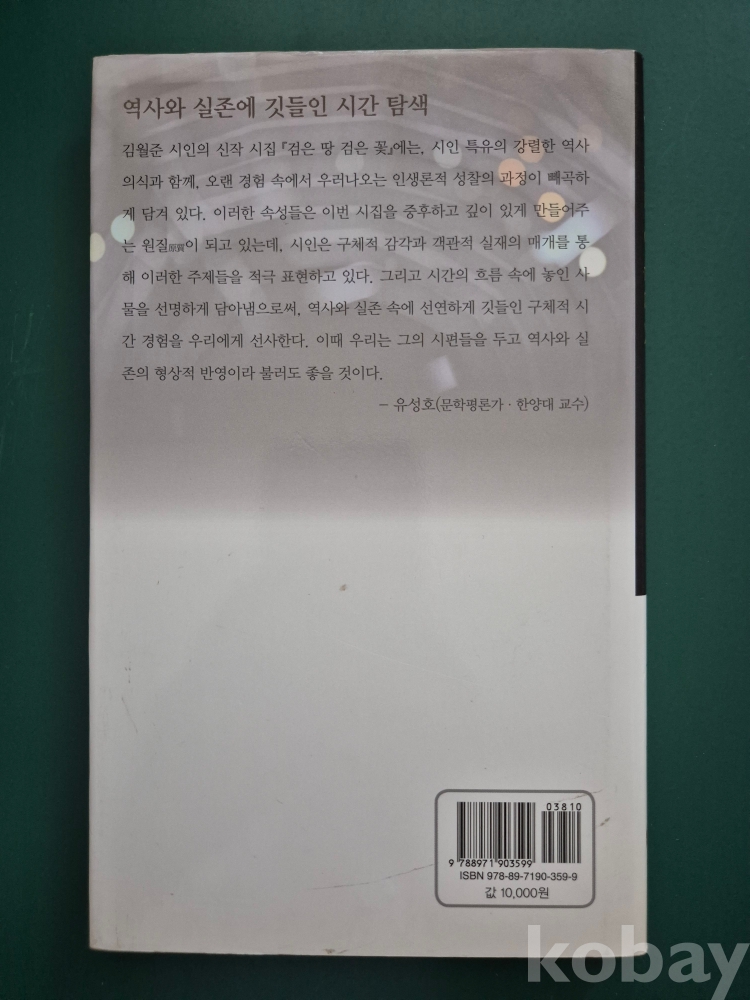 역사와 실존에 깃들인 시간 탐색
김월준 시인의 신작 시집 『검은 땅 검은 꽃』에는, 시인 특유의 강렬한 역사
의식과 함께, 오랜 경험 속에서 우러나오는 인생론적 성찰의 과정이 빼곡하
게 담겨 있다. 이러한 속성들은 이번 시집을 중후하고 깊이 있게 만들어주
는 원질原質이 되고 있는데, 시인은 구체적 감각과 객관적 실재의 매개를 통
해 이러한 주제들을 적극 표현하고 있다. 그리고 시간의 흐름 속에 놓인 사
물을 선명하게 담아냄으로써, 역사와 실존 속에 선연하게 깃들인 구체적 시
간 경험을 우리에게 선사한다. 이때 우리는 그의 시편들을 두고 역사와 실
존의 형상적 반영이라 불러도 좋을 것이다.
– 유성호(문학평론가 · 한양대 교수)
03810
9 788971 903599
ISBN 978-89-7190-359-9
값 10,000원
kobay